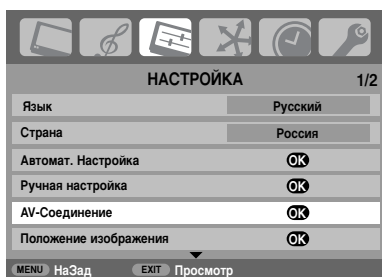 НАСТРОЙКА 1/2
Язык Русский
Страна Россия
Автомат. Настройка OK
Ручная настройка OK
AV-Соединение OK
Положение изображения OK
MENU НаЗад EXIT Просмотр